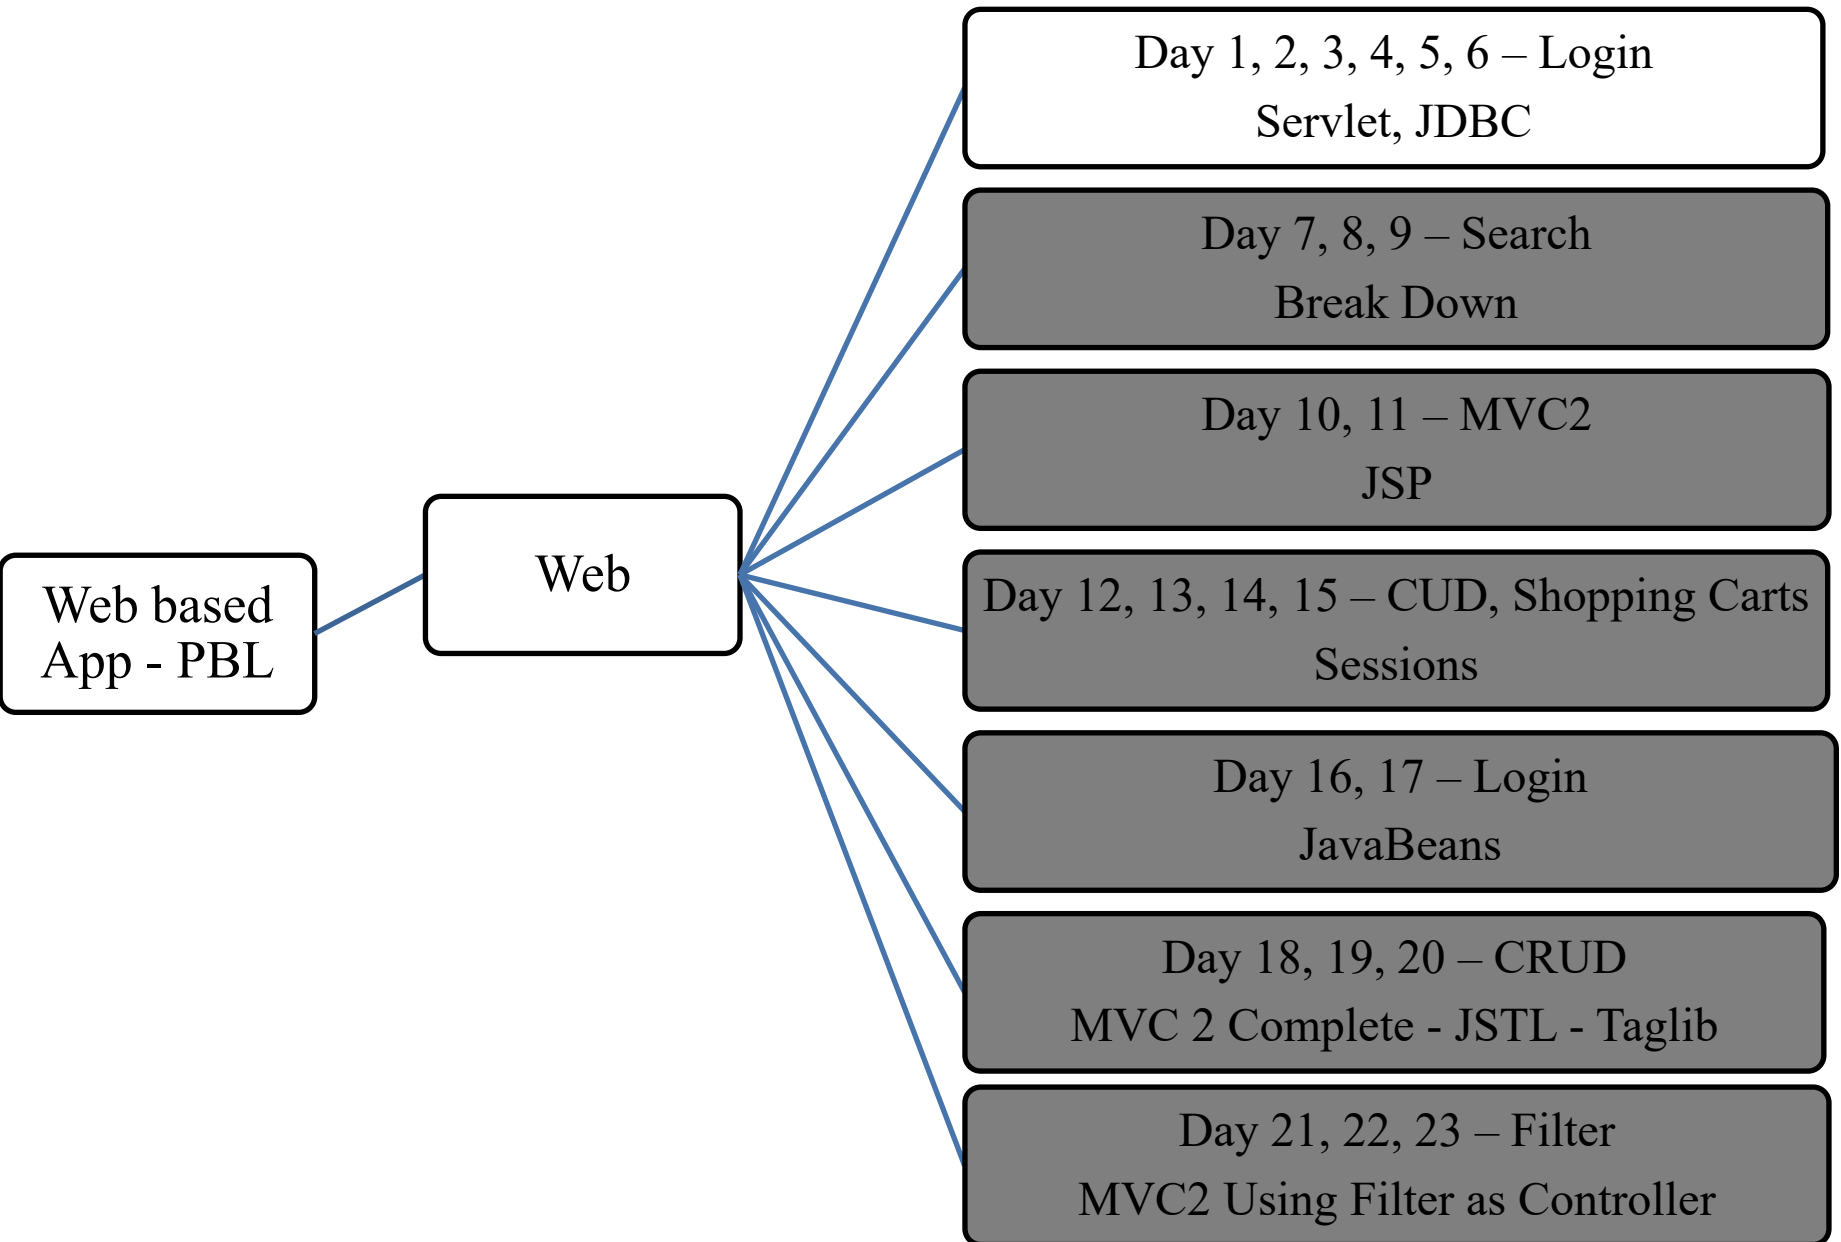 Web based
App - PBL
Web
Day 1, 2, 3, 4, 5, 6 – Login
Servlet, JDBC
Day 7, 8, 9 – Search
Break Down
Day 10, 11 – MVC2
JSP
Day 12, 13, 14, 15 – CUD, Shopping Carts
Sessions
Day 16, 17 – Login
JavaBeans
Day 18, 19, 20 – CRUD
MVC 2 Complete - JSTL - Taglib
Day 21, 22, 23 – Filter
MVC2 Using Filter as Controller